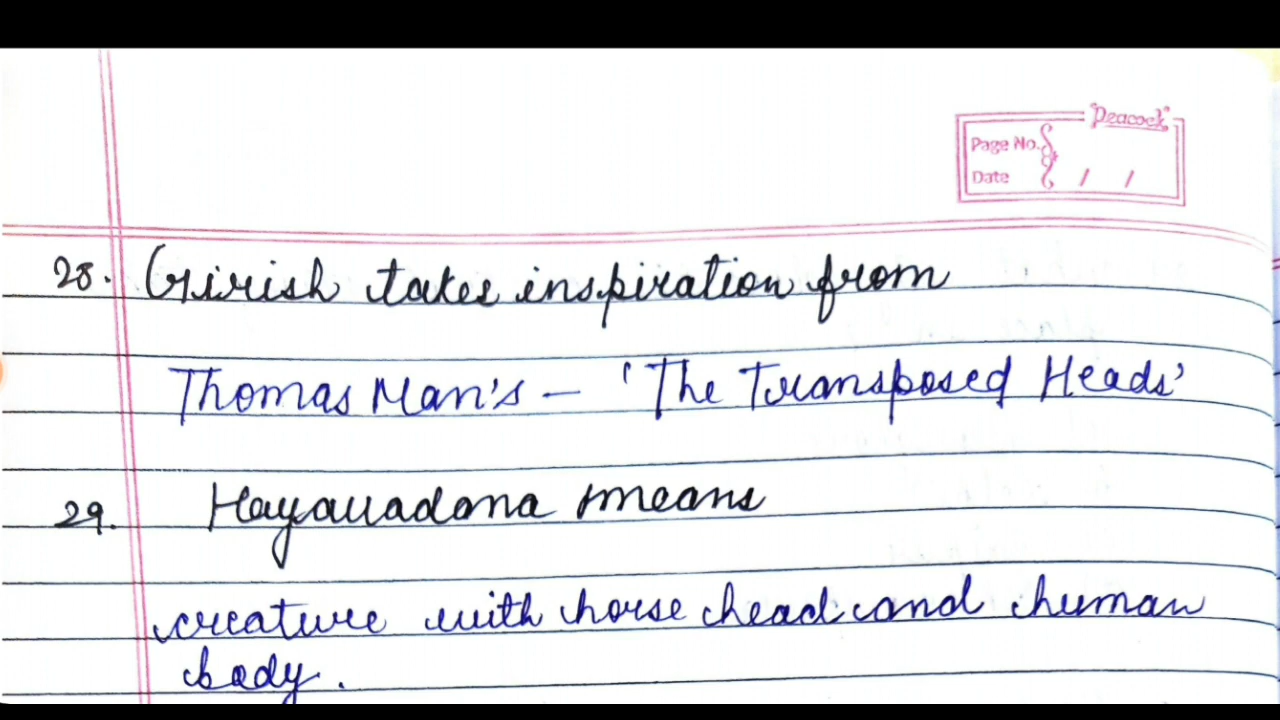 "Peacock"
Page No.
Date / /
28. Girish takes inspiration from
Thomas Man's – 'The Transposed Heads'
29. Hayavadana means
creature with horse head and human
body.